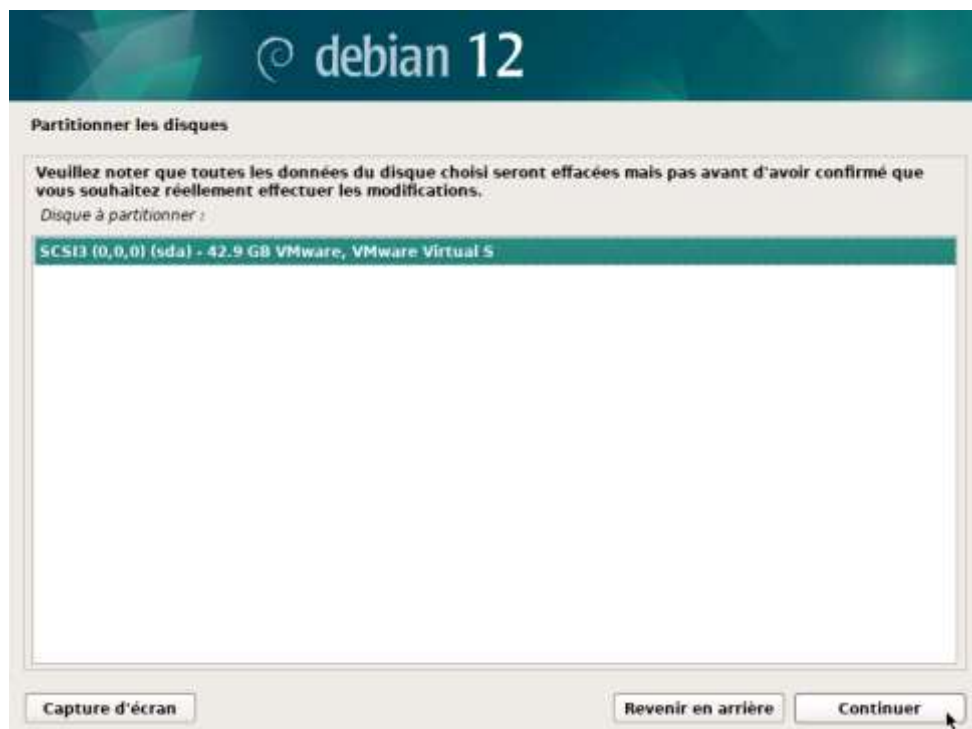 debian 12
Partitionner les disques
Veuillez noter que toutes les données du disque choisi seront effacées mais pas avant d'avoir confirmé que
vous souhaitez réellement effectuer les modifications.
Disque à partitionner :
SCSI3 (0,0,0) (sda) - 42.9 GB VMware, VMware Virtual S
Capture d'écran
Revenir en arrière
Continuer